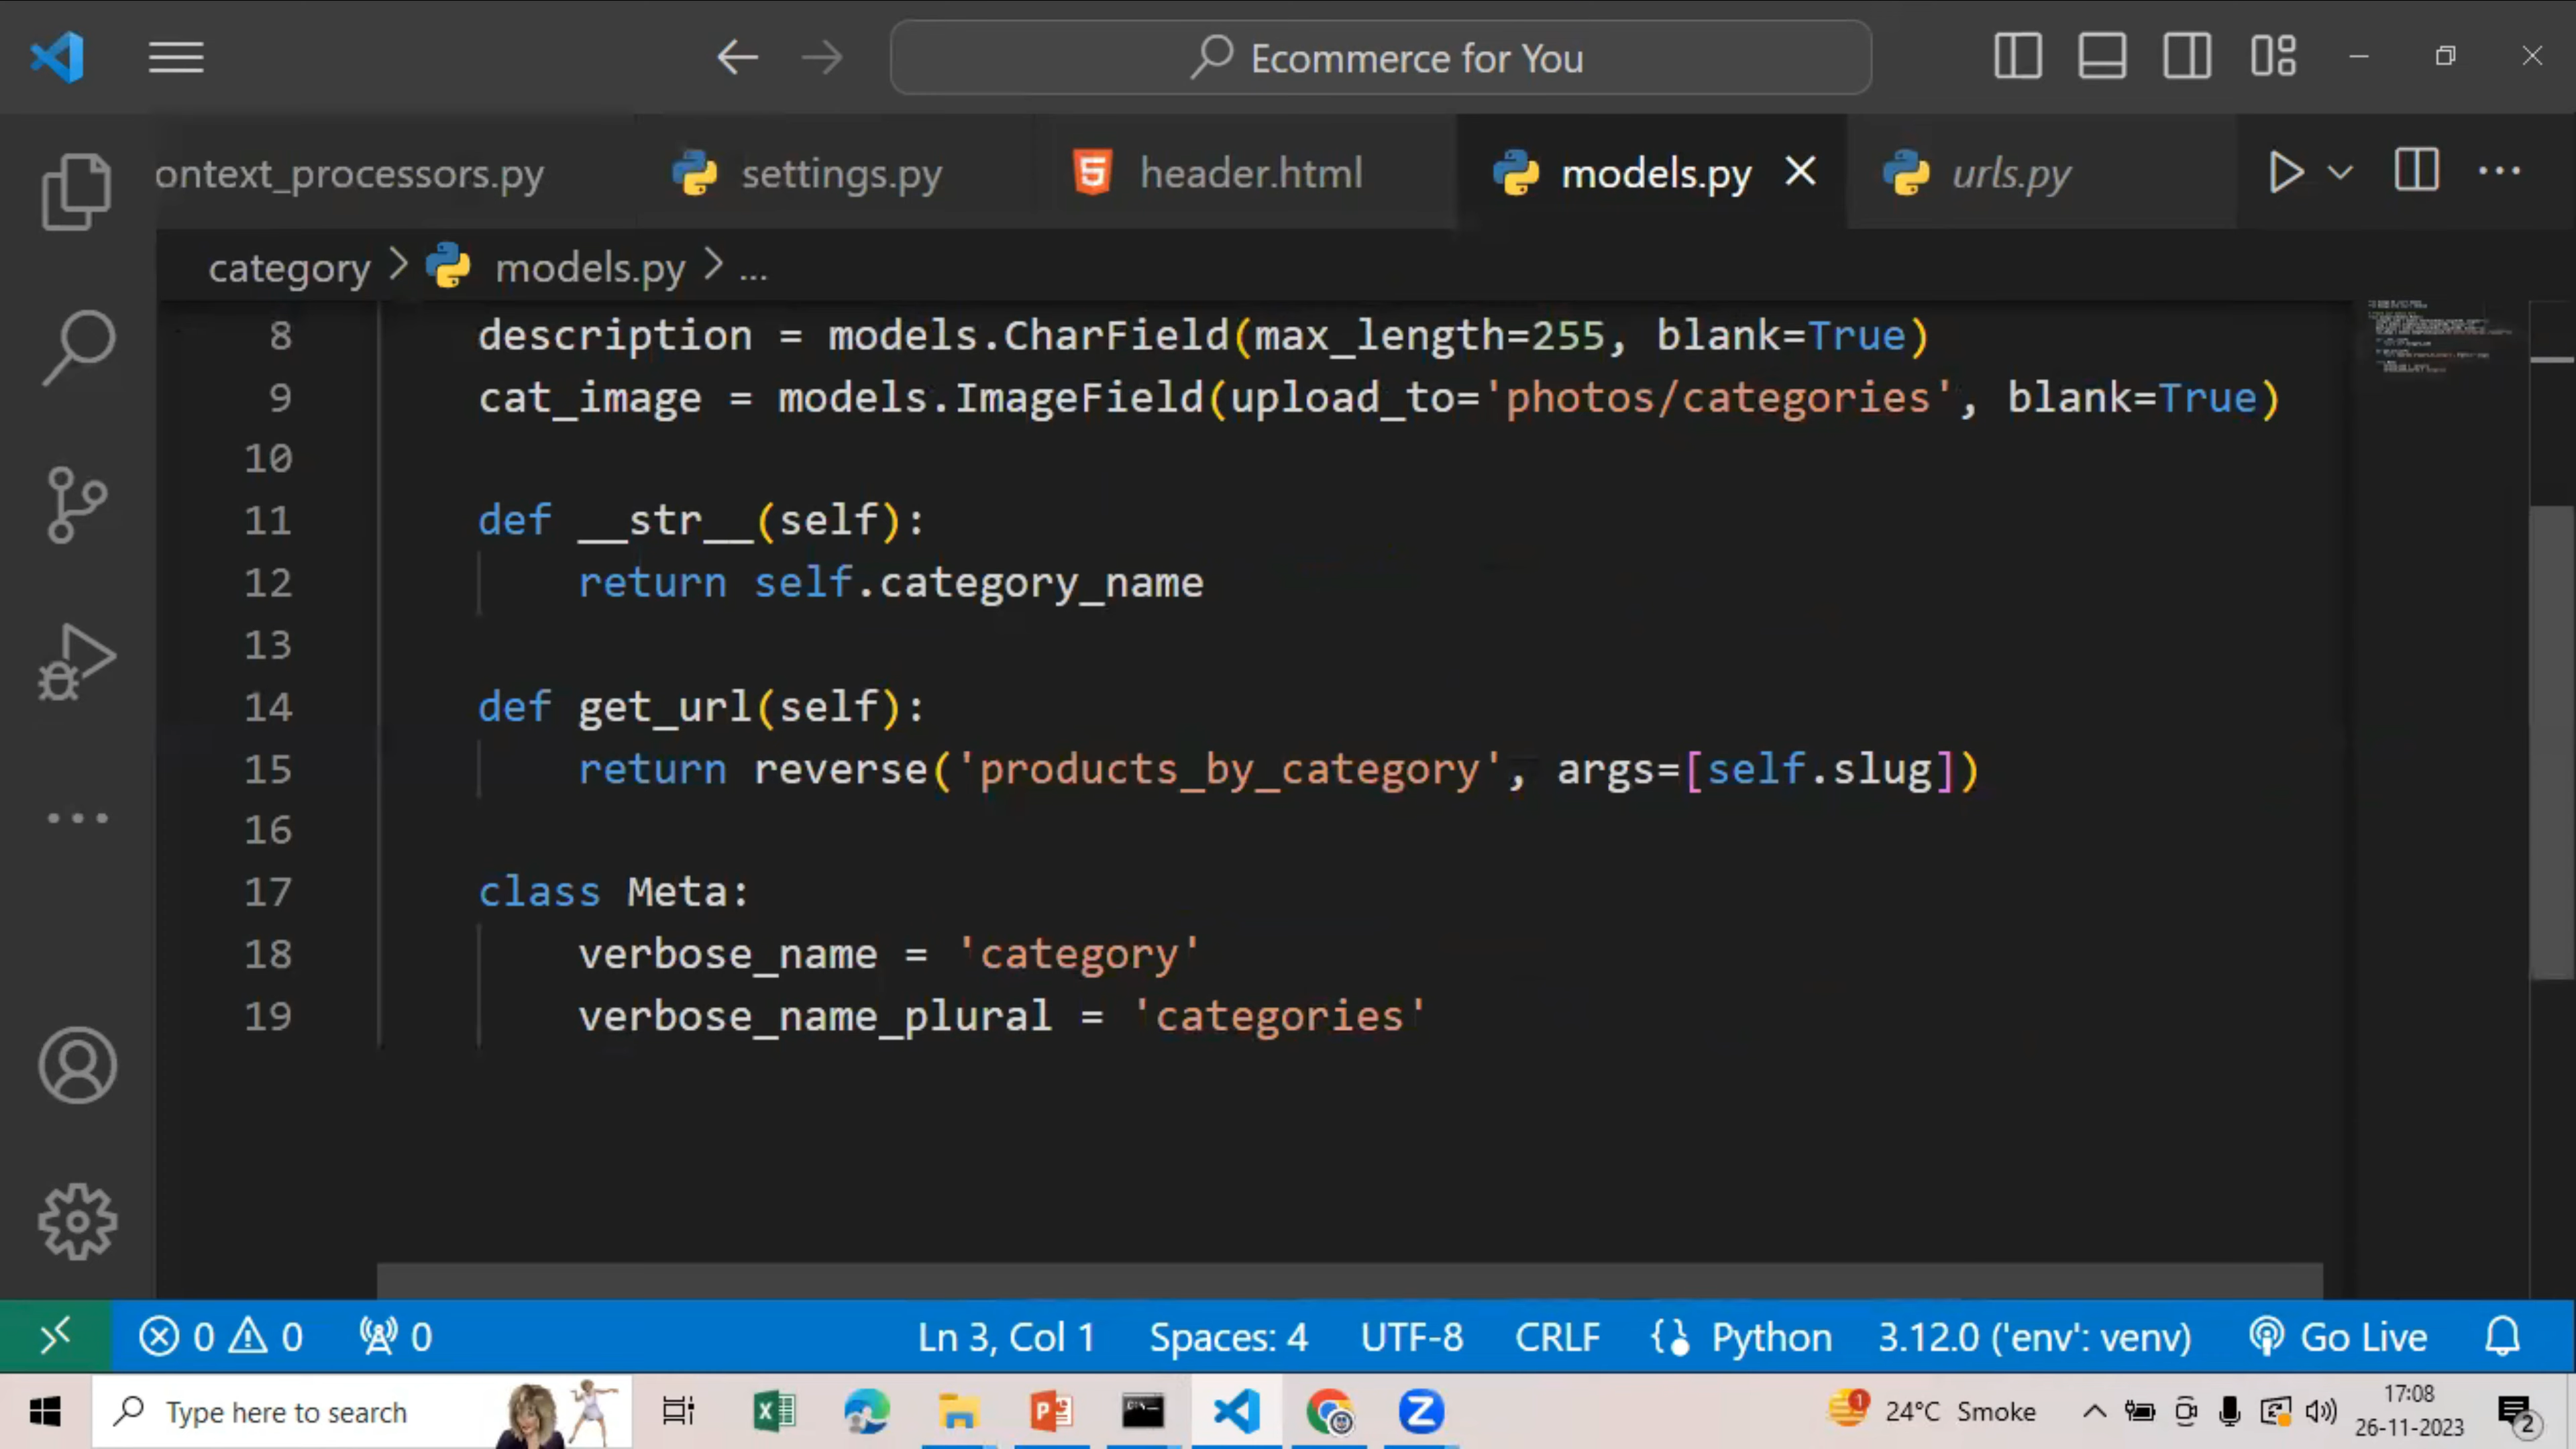 Ecommerce for You
ontext_processors.py settings.py header.html models.py urls.py
category > models.py > ...
8 description = models.CharField(max_length=255, blank=True)
9 cat_image = models.ImageField(upload_to='photos/categories', blank=True)
10
11 def __str__(self):
12 return self.category_name
13
14 def get_url(self):
15 return reverse('products_by_category', args=[self.slug])
16
17 class Meta:
18 verbose_name = 'category'
19 verbose_name_plural = 'categories'
0 0 0 Ln 3, Col 1 Spaces: 4 UTF-8 CRLF Python 3.12.0 ('env': venv) Go Live
Type here to search 1 24°C Smoke 17:08
26-11-2023 2